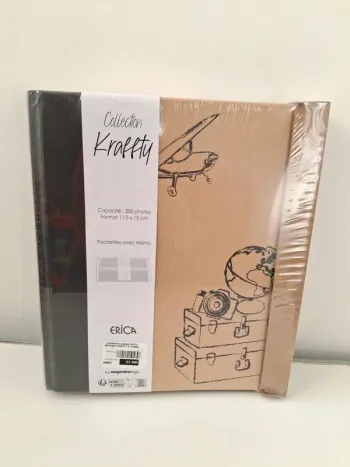 Collection
Kraffty
Capacité : 200 photos
Format 11,5 x 15 cm
Pochettes avec mémo
ERICA